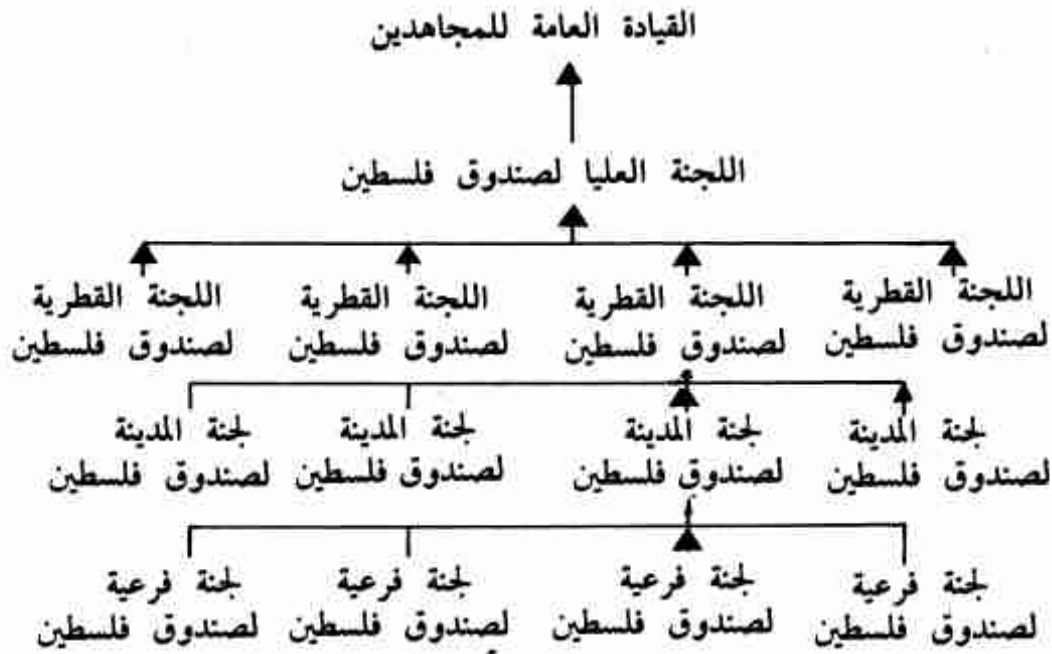 القيادة العامة للمجاهدين
اللجنة العليا لصندوق فلسطين
اللجنة القطرية اللجنة القطرية اللجنة القطرية اللجنة القطرية
لصندوق فلسطين لصندوق فلسطين لصندوق فلسطين لصندوق فلسطين
لجنة المدينة لجنة المدينة لجنة المدينة لجنة المدينة
لصندوق فلسطين لصندوق فلسطين لصندوق فلسطين لصندوق فلسطين
لجنة فرعية لجنة فرعية لجنة فرعية لجنة فرعية
لصندوق فلسطين لصندوق فلسطين لصندوق فلسطين لصندوق فلسطين